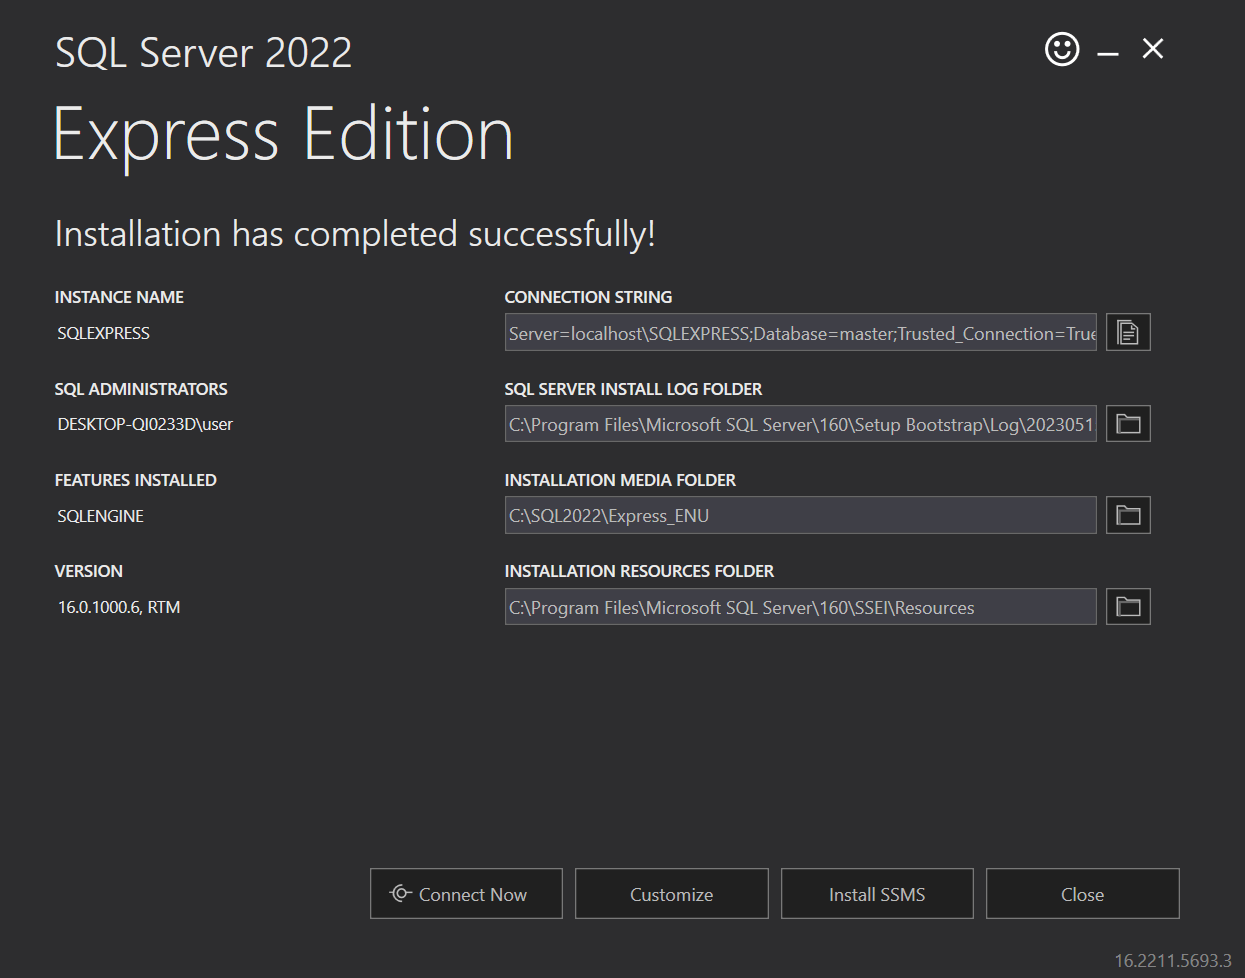 SQL Server 2022
Express Edition
Installation has completed successfully!
INSTANCE NAME
SQLEXPRESS
CONNECTION STRING
Server=localhost\SQLEXPRESS;Database=master;Trusted_Connection=True
SQL ADMINISTRATORS
DESKTOP-QI0233D\user
SQL SERVER INSTALL LOG FOLDER
C:\Program Files\Microsoft SQL Server\160\Setup Bootstrap\Log\2023051
FEATURES INSTALLED
SQLENGINE
INSTALLATION MEDIA FOLDER
C:\SQL2022\Express_ENU
VERSION
16.0.1000.6, RTM
INSTALLATION RESOURCES FOLDER
C:\Program Files\Microsoft SQL Server\160\SSEI\Resources
Connect Now
Customize
Install SSMS
Close
16.2211.5693.3